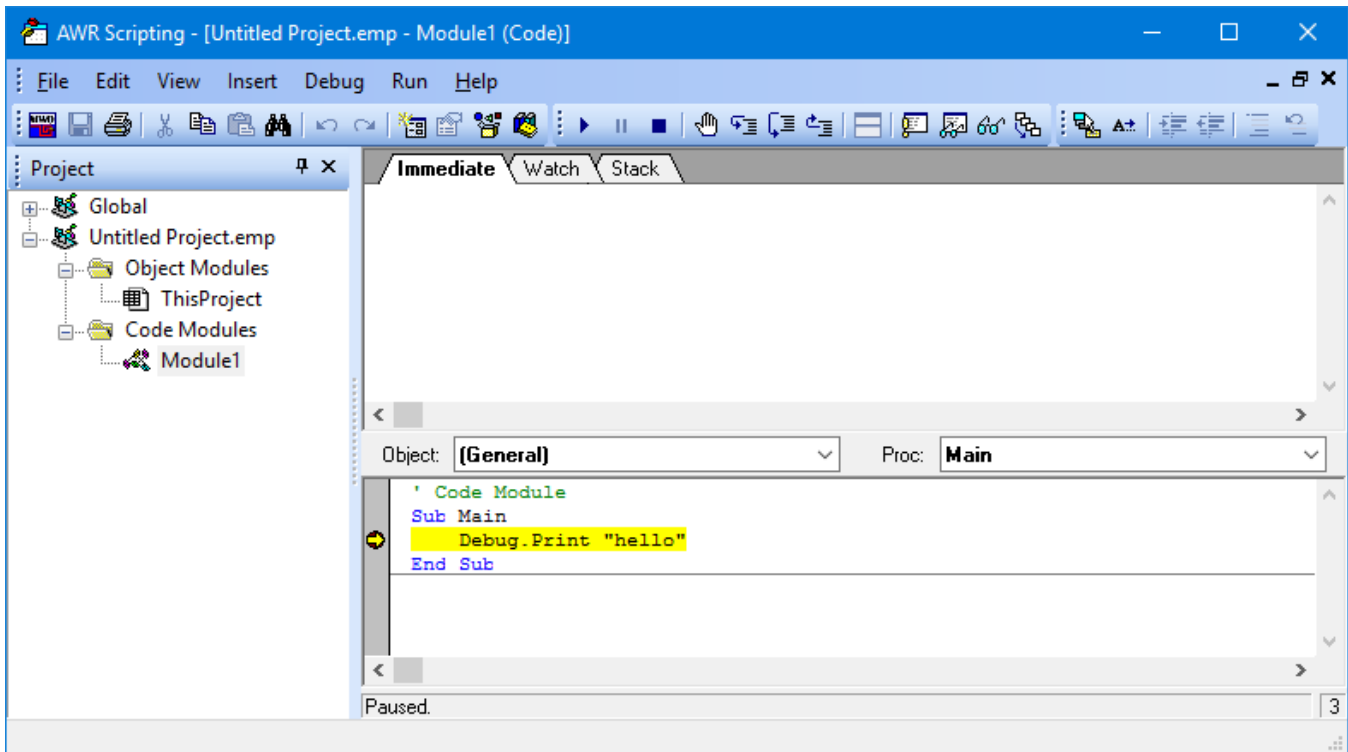 AWR Scripting - [Untitled Project.emp - Module1 (Code)]
File Edit View Insert Debug Run Help
Project
Immediate Watch Stack
Global
Untitled Project.emp
Object Modules
ThisProject
Code Modules
Module1
Object: (General) Proc: Main
' Code Module
Sub Main
Debug.Print "hello"
End Sub
Paused. 3